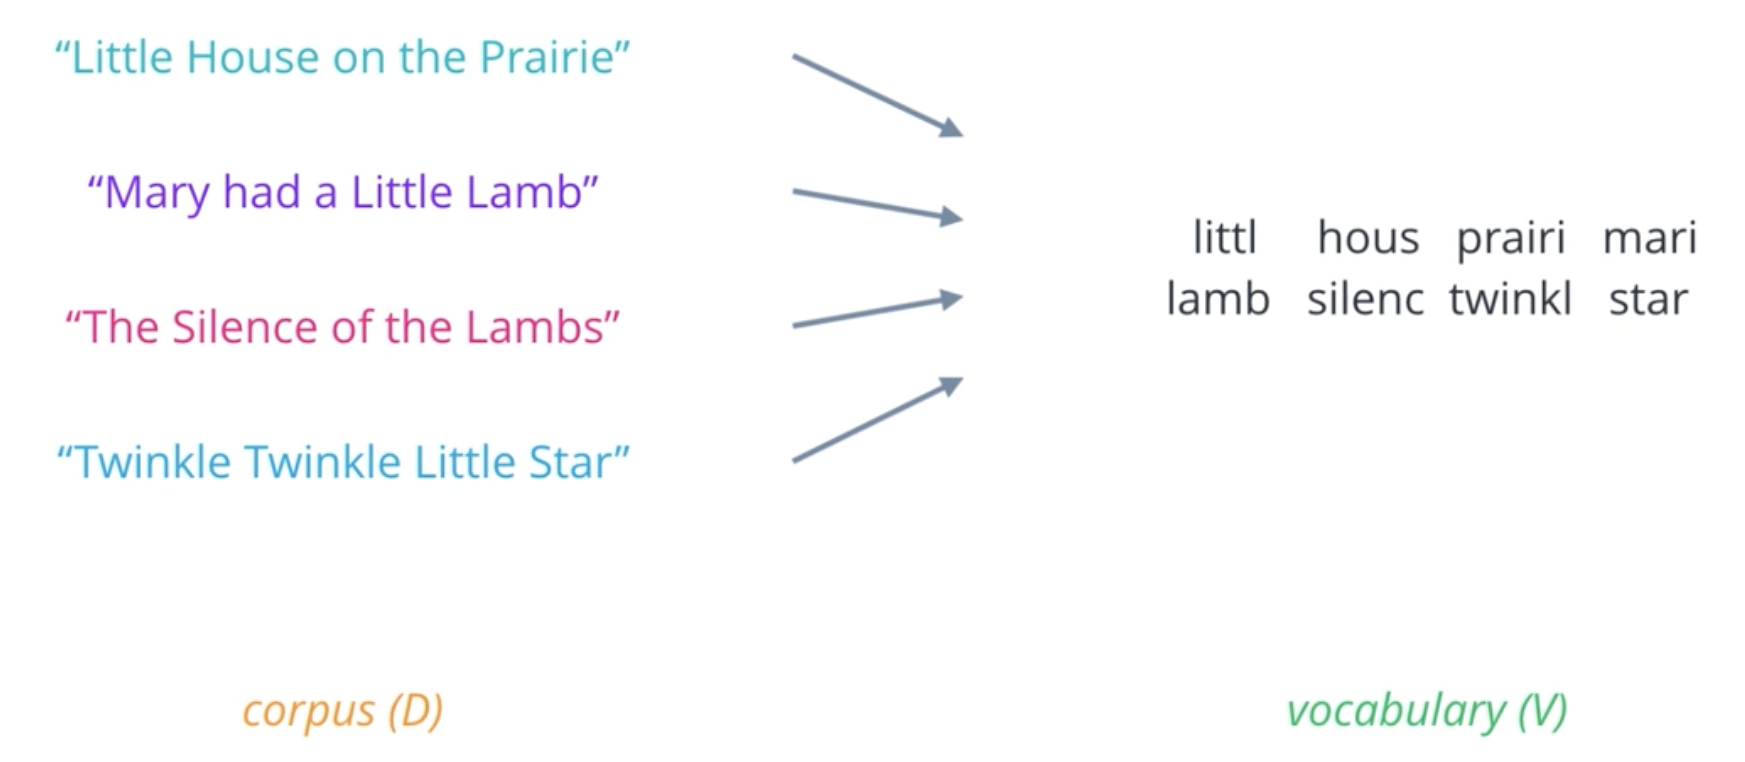 “Little House on the Prairie”
“Mary had a Little Lamb”
“The Silence of the Lambs”
“Twinkle Twinkle Little Star”
littl hous prairi mari
lamb silenc twinkl star
corpus (D)
vocabulary (V)